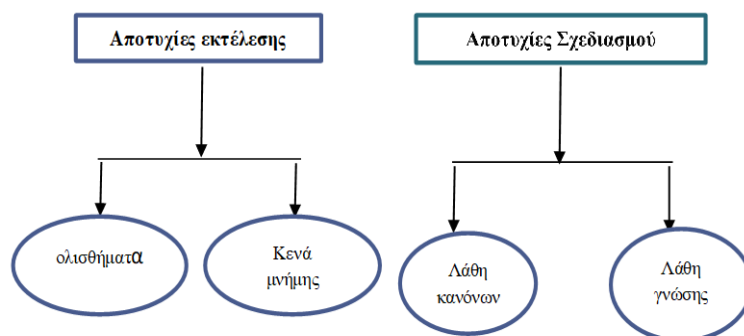 Αποτυχίες εκτέλεσης
Αποτυχίες Σχεδιασμού
ολισθήματα
Κενά
μνήμης
Λάθη
κανόνων
Λάθη
γνώσης